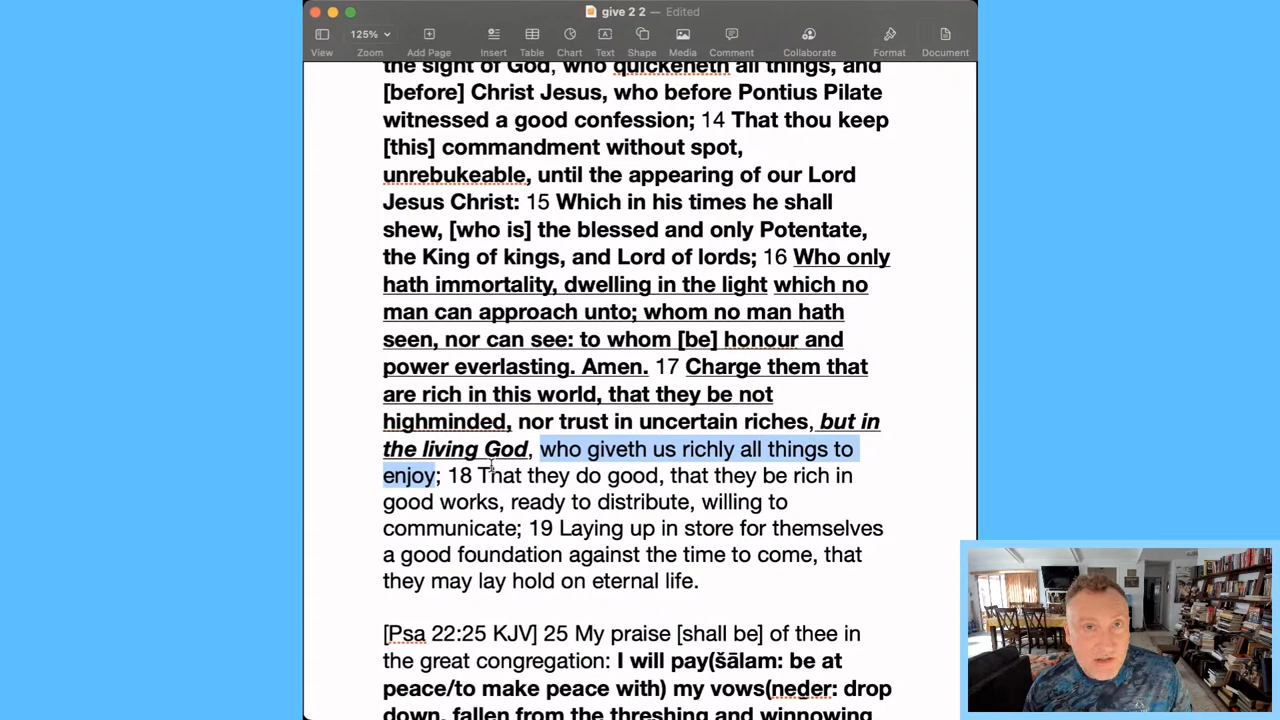 give 2 2 — Edited
125%
View Zoom Add Page Insert Table Chart Text Shape Media Comment Collaborate Format Document
the sight of God, who quickeneth all things, and
[before] Christ Jesus, who before Pontius Pilate
witnessed a good confession; 14 That thou keep
[this] commandment without spot,
unrebukeable, until the appearing of our Lord
Jesus Christ: 15 Which in his times he shall
shew, [who is] the blessed and only Potentate,
the King of kings, and Lord of lords; 16 Who only
hath immortality, dwelling in the light which no
man can approach unto; whom no man hath
seen, nor can see: to whom [be] honour and
power everlasting. Amen. 17 Charge them that
are rich in this world, that they be not
highminded, nor trust in uncertain riches, but in
the living God, who giveth us richly all things to
enjoy; 18 That they do good, that they be rich in
good works, ready to distribute, willing to
communicate; 19 Laying up in store for themselves
a good foundation against the time to come, that
they may lay hold on eternal life.
[Psa 22:25 KJV] 25 My praise [shall be] of thee in
the great congregation: I will pay(šālam: be at
peace/to make peace with) my vows(neder: drop
down, fallen from the threshing and winnowing